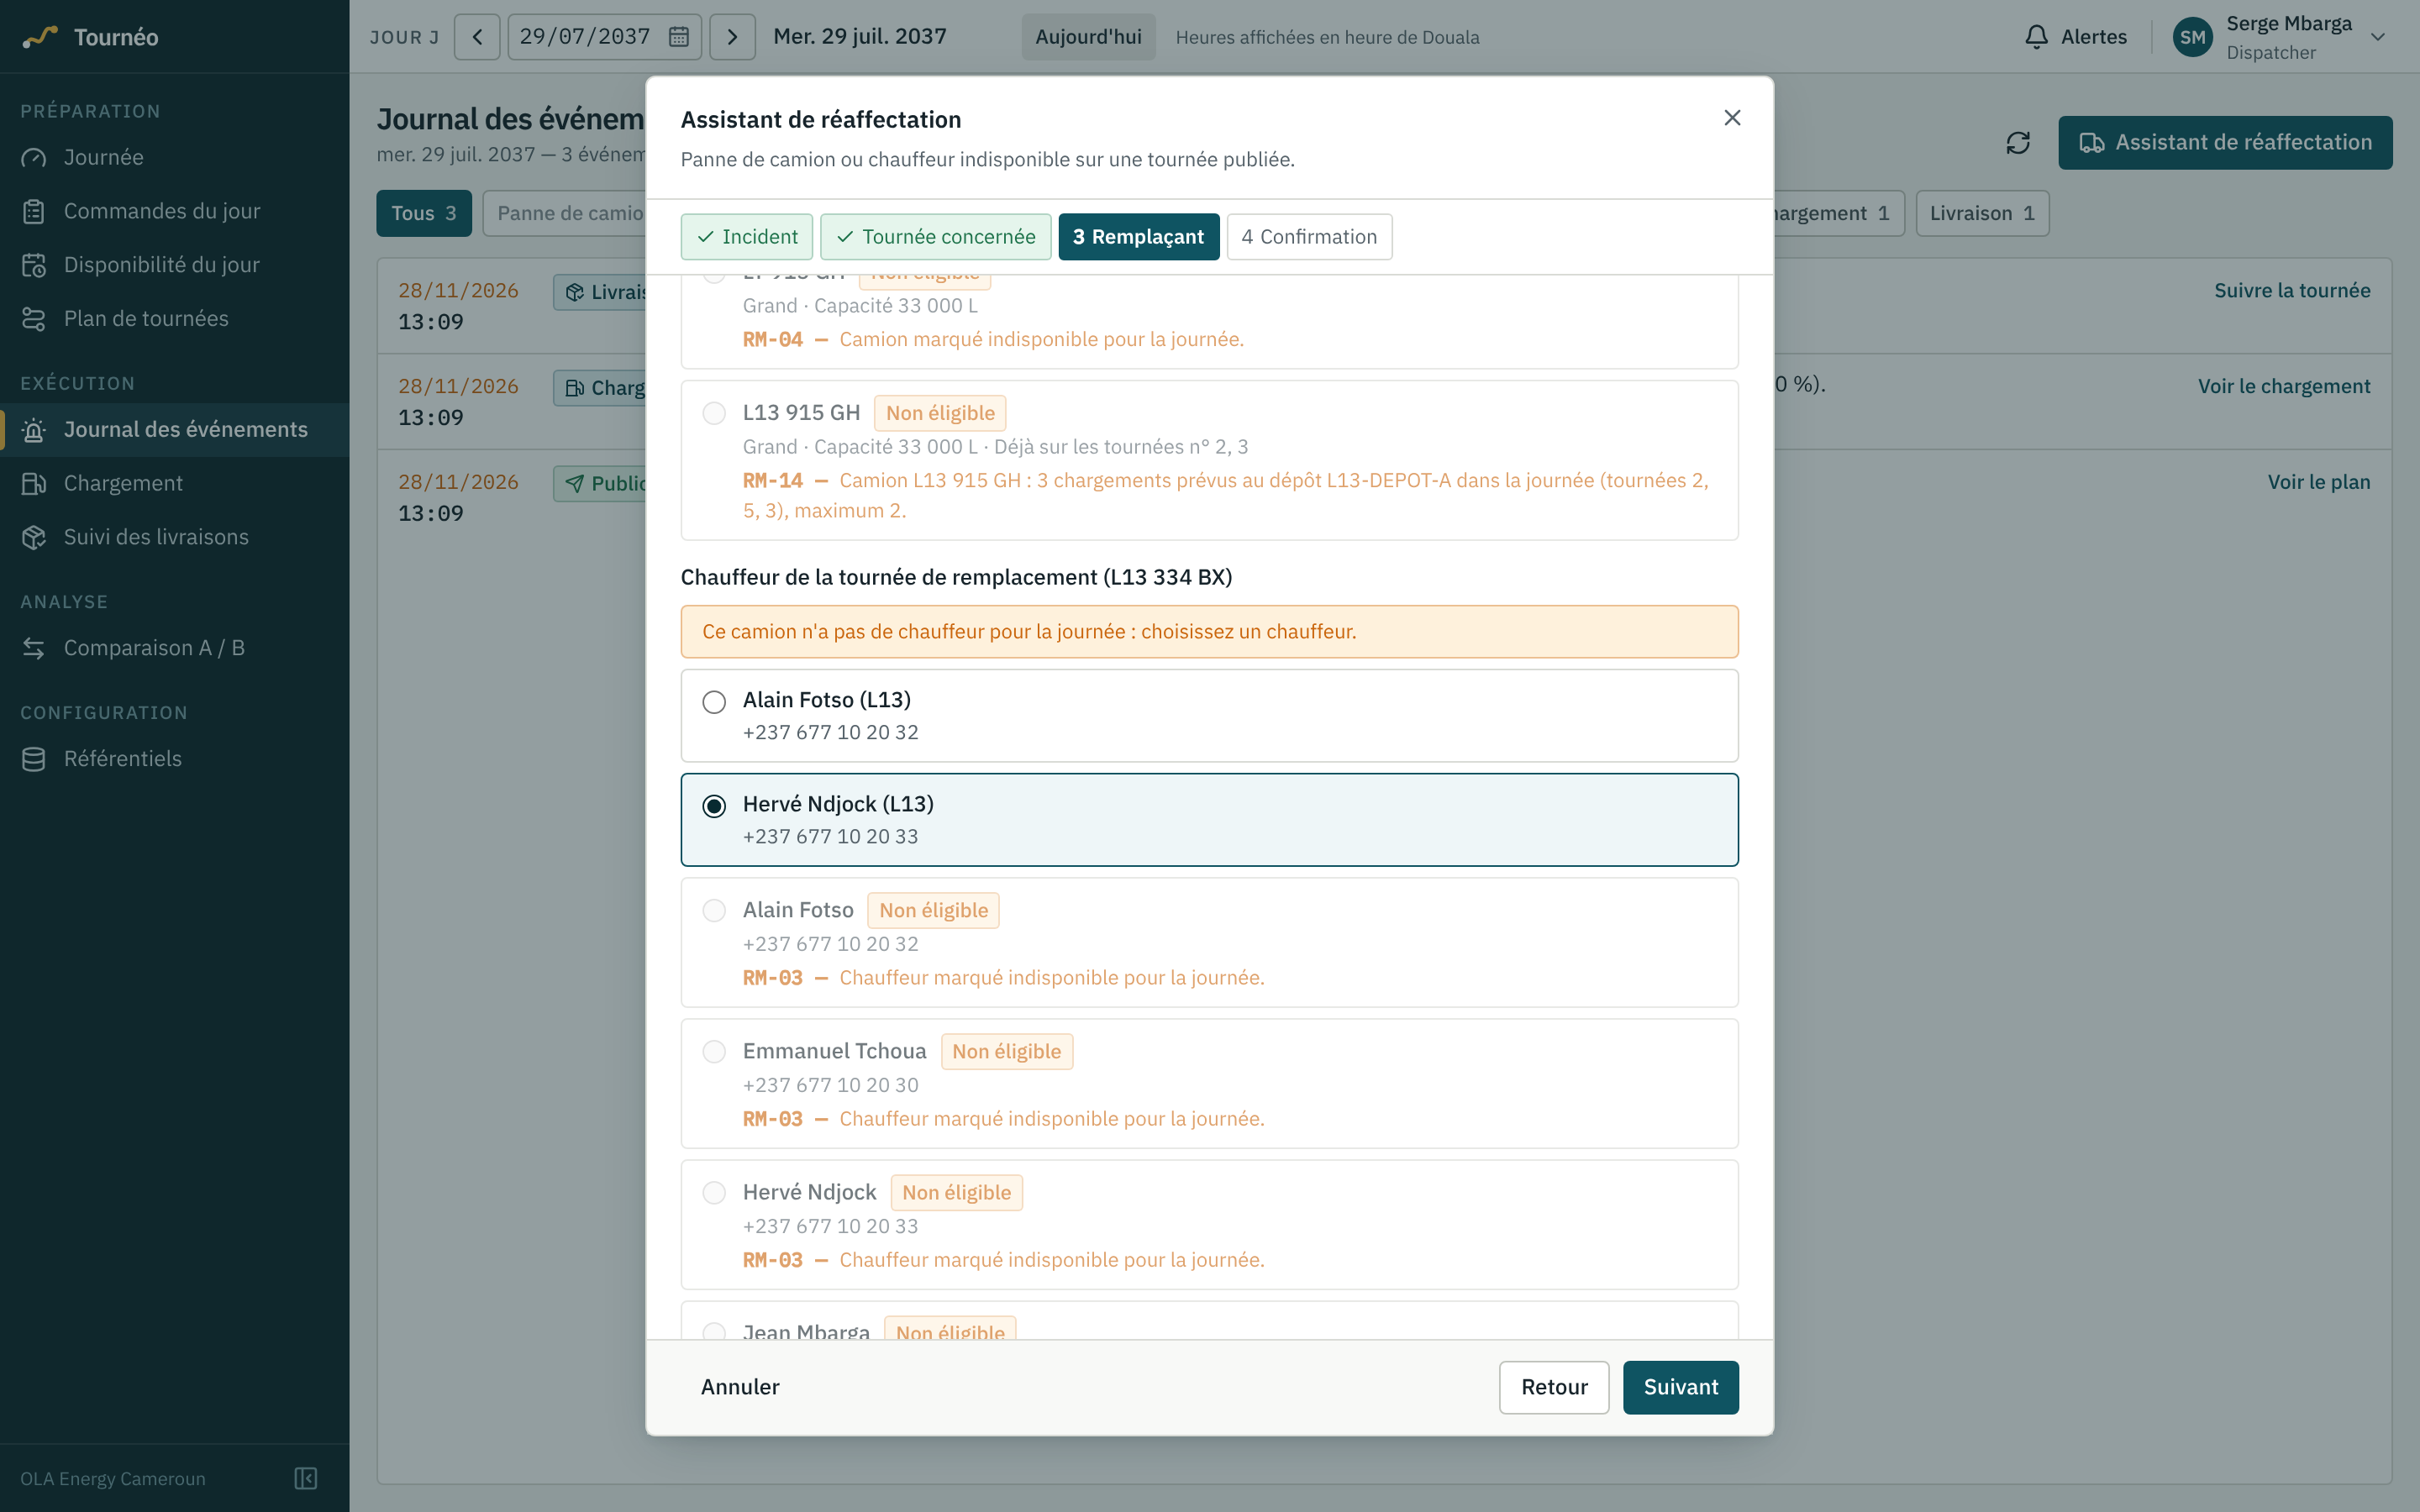 Tournéo
JOUR J
29/07/2037
Mer. 29 juil. 2037
Aujourd'hui
Heures affichées en heure de Douala
Alertes
SM
Serge Mbarga
Dispatcher
PRÉPARATION
Journée
Commandes du jour
Disponibilité du jour
Plan de tournées
EXÉCUTION
Journal des événements
Chargement
Suivi des livraisons
ANALYSE
Comparaison A / B
CONFIGURATION
Référentiels
OLA Energy Cameroun
Journal des événem
mer. 29 juil. 2037 — 3 événem
Assistant de réaffectation
Tous 3
Panne de camio
hargement 1
Livraison 1
28/11/2026
13:09
Livrais
Suivre la tournée
28/11/2026
13:09
Charg
0 %).
Voir le chargement
28/11/2026
13:09
Public
Voir le plan
Assistant de réaffectation
Panne de camion ou chauffeur indisponible sur une tournée publiée.
Incident
Tournée concernée
3 Remplaçant
4 Confirmation
Non éligible
Grand · Capacité 33 000 L
RM-04 — Camion marqué indisponible pour la journée.
L13 915 GH Non éligible
Grand · Capacité 33 000 L · Déjà sur les tournées n° 2, 3
RM-14 — Camion L13 915 GH : 3 chargements prévus au dépôt L13-DEPOT-A dans la journée (tournées 2,
5, 3), maximum 2.
Chauffeur de la tournée de remplacement (L13 334 BX)
Ce camion n'a pas de chauffeur pour la journée : choisissez un chauffeur.
Alain Fotso (L13)
+237 677 10 20 32
Hervé Ndjock (L13)
+237 677 10 20 33
Alain Fotso Non éligible
+237 677 10 20 32
RM-03 — Chauffeur marqué indisponible pour la journée.
Emmanuel Tchoua Non éligible
+237 677 10 20 30
RM-03 — Chauffeur marqué indisponible pour la journée.
Hervé Ndjock Non éligible
+237 677 10 20 33
RM-03 — Chauffeur marqué indisponible pour la journée.
Jean Mbarga Non éligible
Annuler
Retour
Suivant